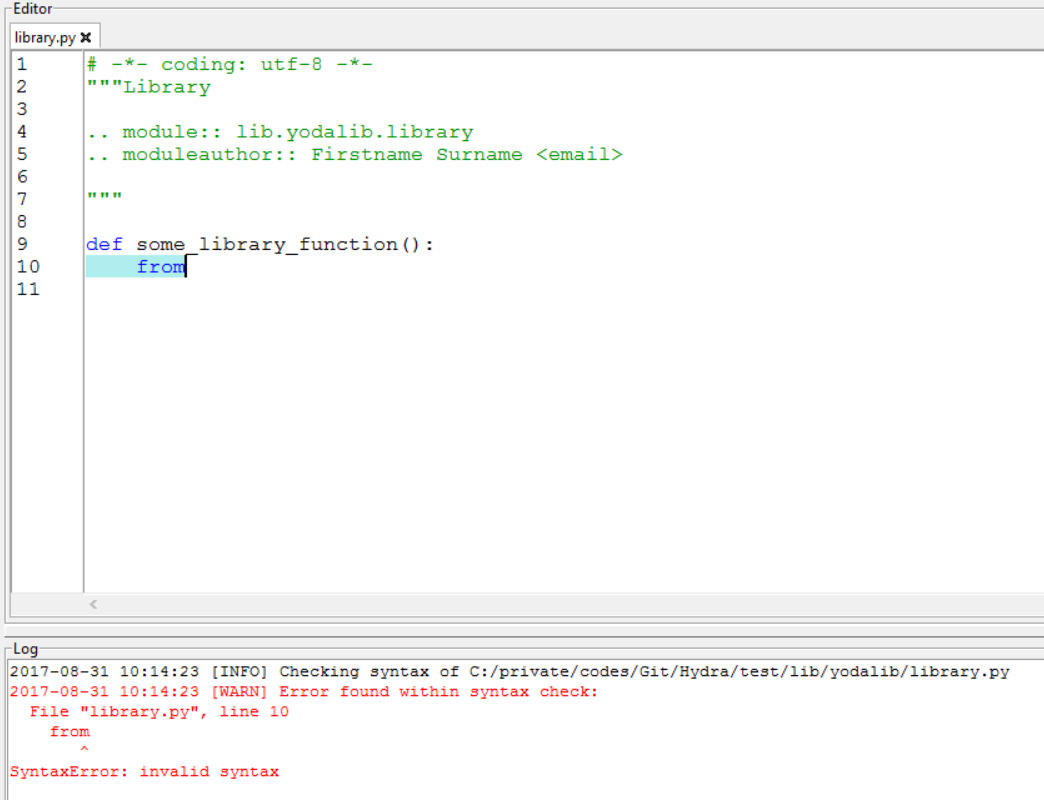 Editor
library.py ✖
1 # -*- coding: utf-8 -*-
2 """Library
3
4 .. module:: lib.yodalib.library
5 .. moduleauthor:: Firstname Surname <email>
6
7 """
8
9 def some_library_function():
10     from
11
<
Log
2017-08-31 10:14:23 [INFO] Checking syntax of C:/private/codes/Git/Hydra/test/lib/yodalib/library.py
2017-08-31 10:14:23 [WARN] Error found within syntax check:
  File "library.py", line 10
    from
       ^
SyntaxError: invalid syntax